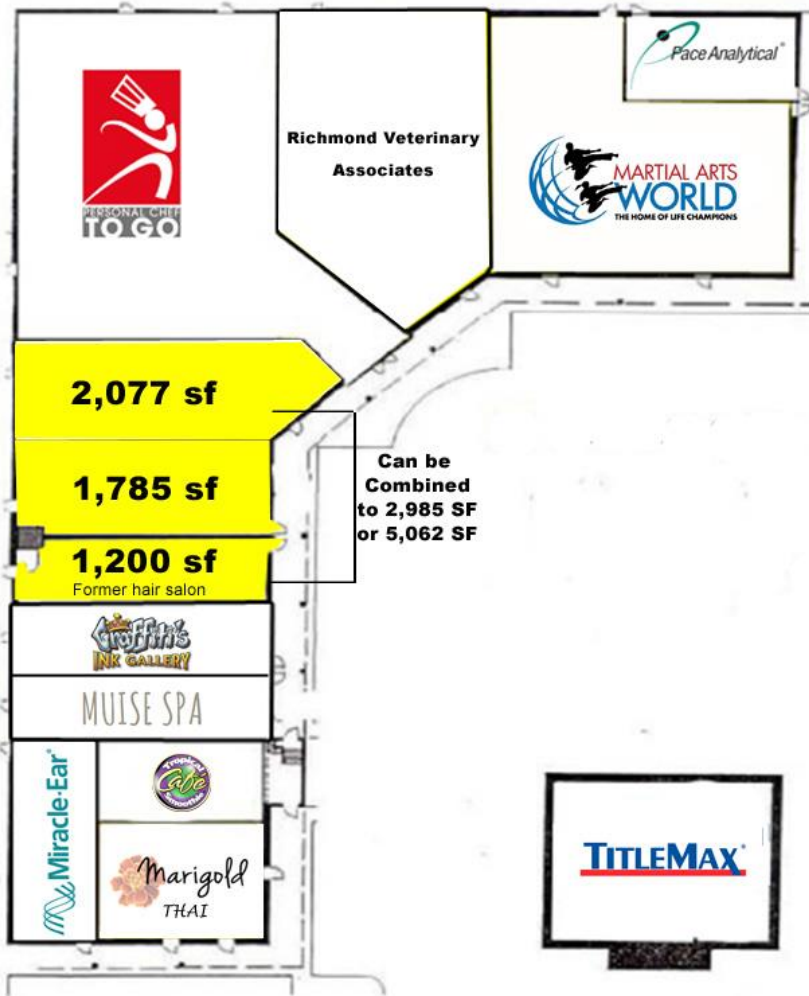 Pace Analytical®
Richmond Veterinary
Associates
MARTIAL ARTS
WORLD
THE HOME OF LIFE CHAMPIONS
PERSONAL CHEF
TO GO
2,077 sf
1,785 sf
Can be
Combined
to 2,985 SF
or 5,062 SF
1,200 sf
Former hair salon
Graffiti's
INK GALLERY
MUISE SPA
Miracle-Ear®
Tropical
Cafe
Smoothie
Marigold
THAI
TITLEMAX®